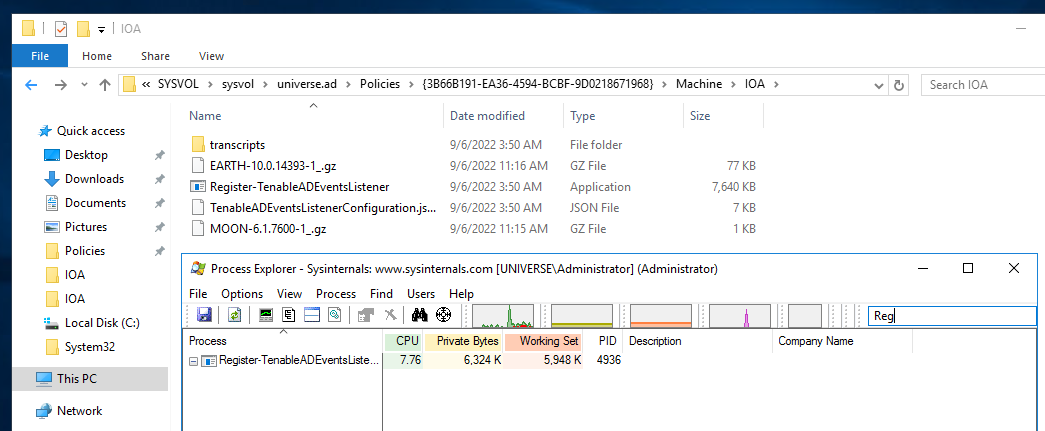 IOA
File Home Share View
« SYSVOL › sysvol › universe.ad › Policies › {3B66B191-EA36-4594-BCBF-9D0218671968} › Machine › IOA ›
Search IOA
Name Date modified Type Size
Quick access
Desktop
Downloads
Documents
Pictures
Policies
IOA
IOA
Local Disk (C:)
System32
This PC
Network
transcripts 9/6/2022 3:50 AM File folder
EARTH-10.0.14393-1_.gz 9/6/2022 11:16 AM GZ File 77 KB
Register-TenableADEventsListener 9/6/2022 3:50 AM Application 7,640 KB
TenableADEventsListenerConfiguration.js... 9/6/2022 3:50 AM JSON File 7 KB
MOON-6.1.7600-1_.gz 9/6/2022 11:15 AM GZ File 1 KB
Process Explorer - Sysinternals: www.sysinternals.com [UNIVERSE\Administrator] (Administrator)
File Options View Process Find Users Help
Reg
Process CPU Private Bytes Working Set PID Description Company Name
Register-TenableADEventsListe... 7.76 6,324 K 5,948 K 4936